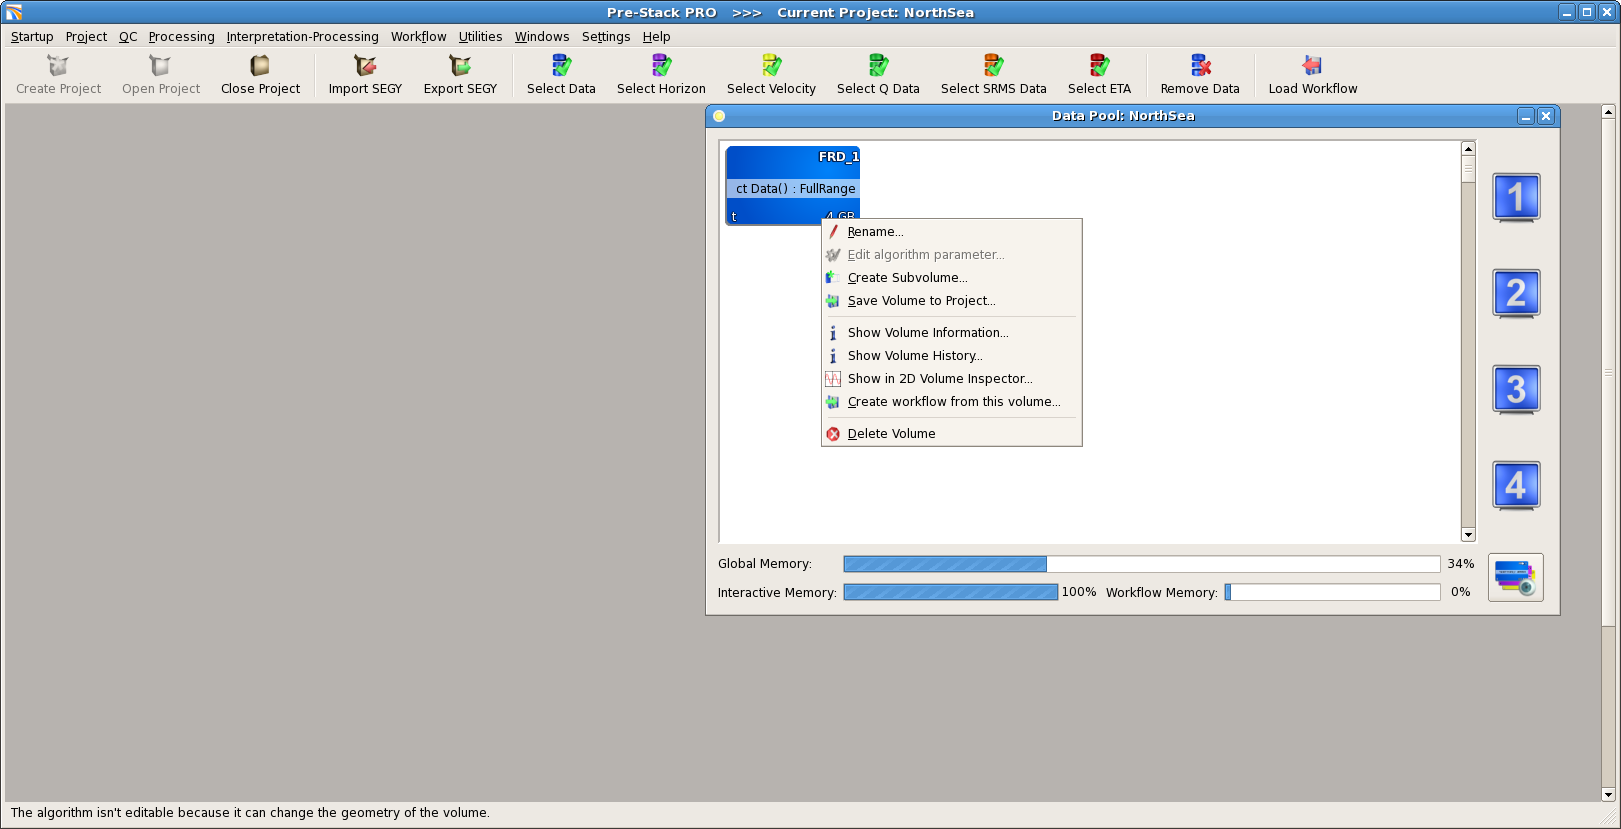 Pre-Stack PRO >>> Current Project: NorthSea
Startup Project QC Processing Interpretation-Processing Workflow Utilities Windows Settings Help
Create Project Open Project Close Project Import SEGY Export SEGY Select Data Select Horizon Select Velocity Select Q Data Select SRMS Data Select ETA Remove Data Load Workflow
Data Pool: NorthSea
FRD_1
ct Data() : FullRange
t 4 GB
Rename...
Edit algorithm parameter...
Create Subvolume...
Save Volume to Project...
Show Volume Information...
Show Volume History...
Show in 2D Volume Inspector...
Create workflow from this volume...
Delete Volume
1
2
3
4
Global Memory: 34%
Interactive Memory: 100% Workflow Memory: 0%
The algorithm isn't editable because it can change the geometry of the volume.